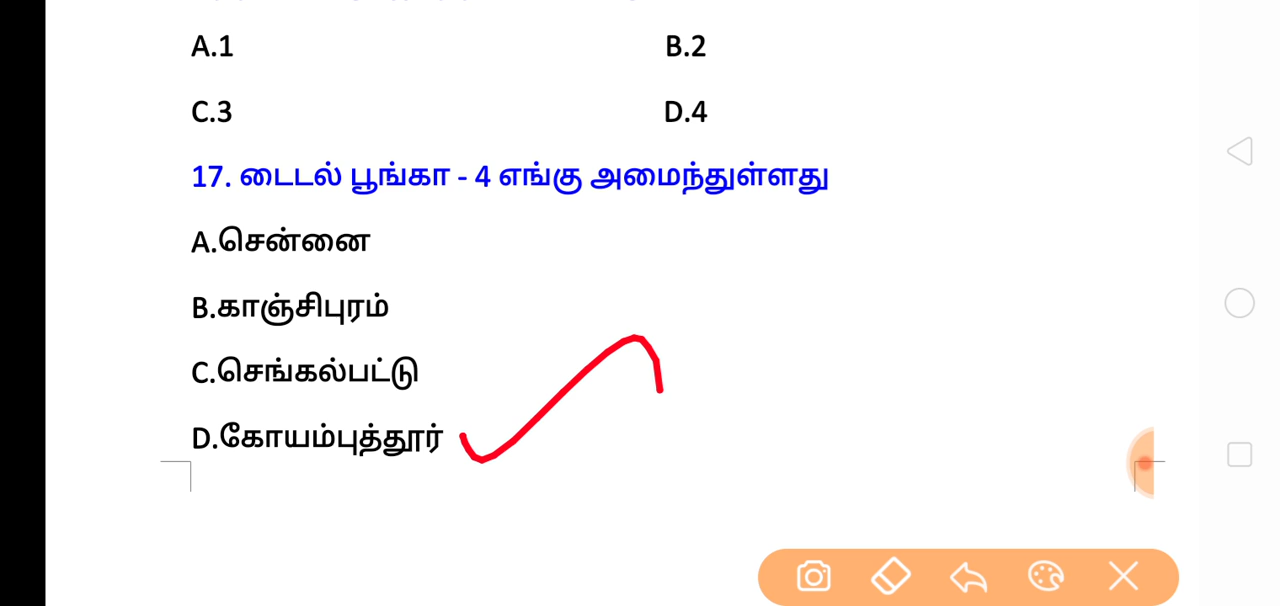 A.1 B.2
C.3 D.4
17. டைடல் பூங்கா - 4 எங்கு அமைந்துள்ளது
A.சென்னை
B.காஞ்சிபுரம்
C.செங்கல்பட்டு
D.கோயம்புத்தூர்